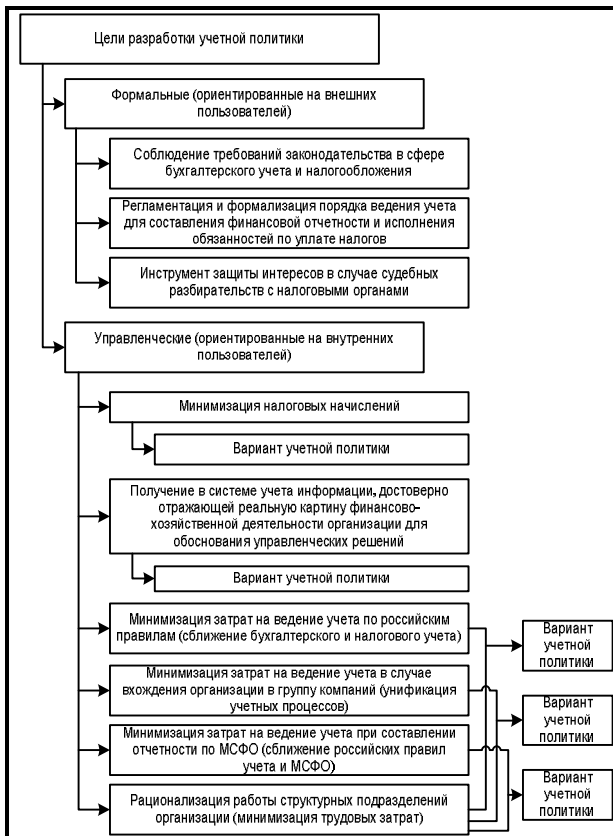 Цели разработки учетной политики
Формальные (ориентированные на внешних
пользователей)
Соблюдение требований законодательства в сфере
бухгалтерского учета и налогообложения
Регламентация и формализация порядка ведения учета
для составления финансовой отчетности и исполнения
обязанностей по уплате налогов
Инструмент защиты интересов в случае судебных
разбирательств с налоговыми органами
Управленческие (ориентированные на внутренних
пользователей)
Минимизация налоговых начислений
Вариант учетной политики
Получение в системе учета информации, достоверно
отражающей реальную картину финансово-
хозяйственной деятельности организации для
обоснования управленческих решений
Вариант учетной политики
Минимизация затрат на ведение учета по российским
правилам (сближение бухгалтерского и налогового учета)
Вариант
учетной
политики
Минимизация затрат на ведение учета в случае
вхождения организации в группу компаний (унификация
учетных процессов)
Вариант
учетной
политики
Минимизация затрат на ведение учета при составлении
отчетности по МСФО (сближение российских правил
учета и МСФО)
Вариант
учетной
политики
Рационализация работы структурных подразделений
организации (минимизация трудовых затрат)